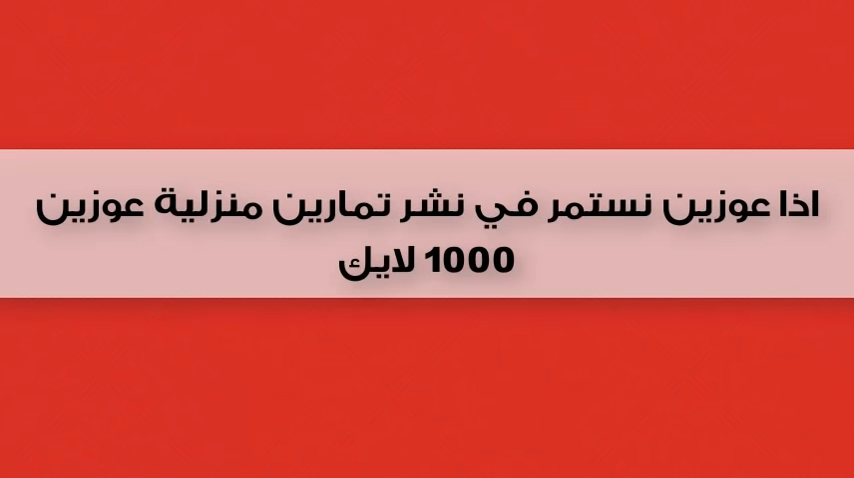 اذا عوزين نستمر في نشر تمارين منزلية عوزين
1000 لايك